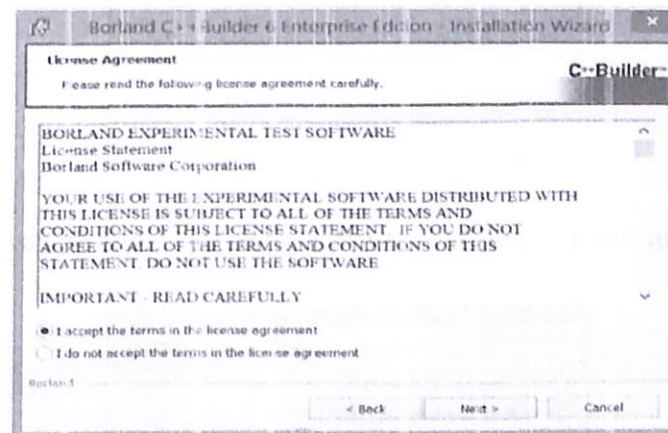 Borland C++Builder 6 Enterprise Edition - Installation Wizard
License Agreement
Please read the following license agreement carefully.
C++Builder
BORLAND EXPERIMENTAL TEST SOFTWARE
License Statement
Borland Software Corporation
YOUR USE OF THE EXPERIMENTAL SOFTWARE DISTRIBUTED WITH
THIS LICENSE IS SUBJECT TO ALL OF THE TERMS AND
CONDITIONS OF THIS LICENSE STATEMENT. IF YOU DO NOT
AGREE TO ALL OF THE TERMS AND CONDITIONS OF THIS
STATEMENT, DO NOT USE THE SOFTWARE
IMPORTANT - READ CAREFULLY
I accept the terms in the license agreement
I do not accept the terms in the license agreement
Borland
< Back
Next >
Cancel